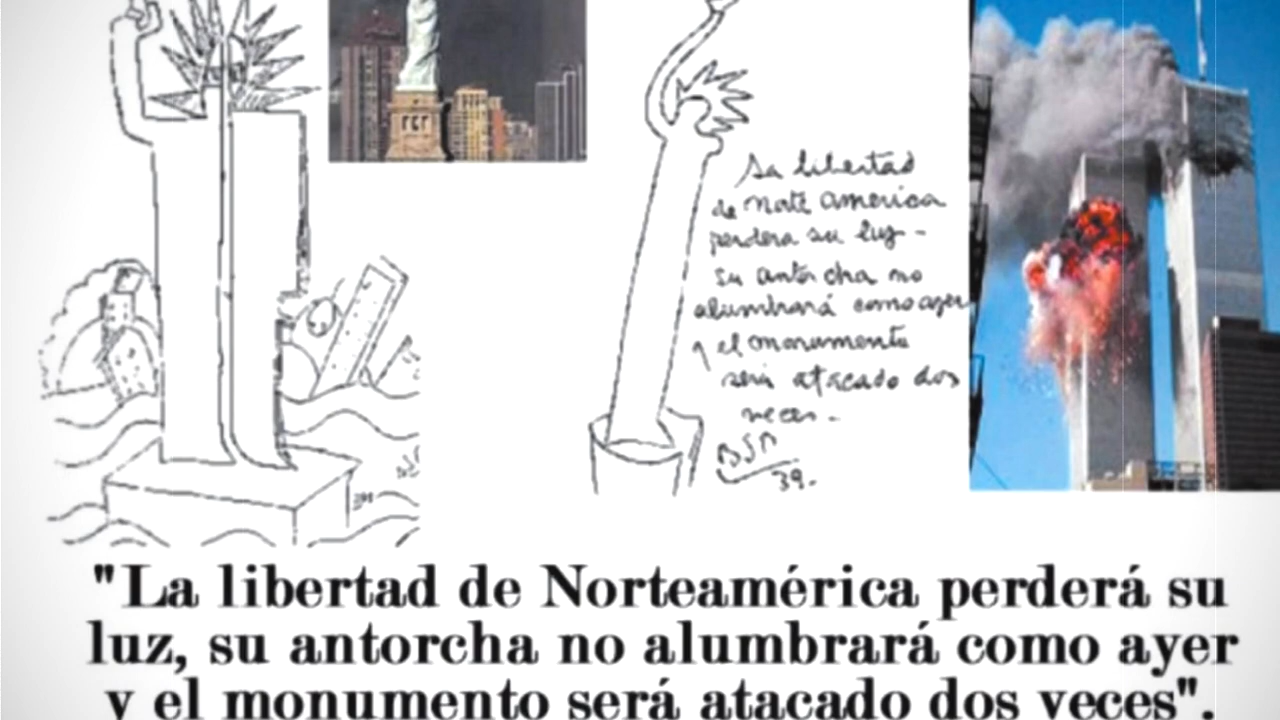 La libertad
de norte America
perdera su luz -
su antorcha no
alumbrará como ayer
y el monumento
será atacado dos
veces -
BSP
39.
"La libertad de Norteamérica perderá su
luz, su antorcha no alumbrará como ayer
y el monumento será atacado dos veces".